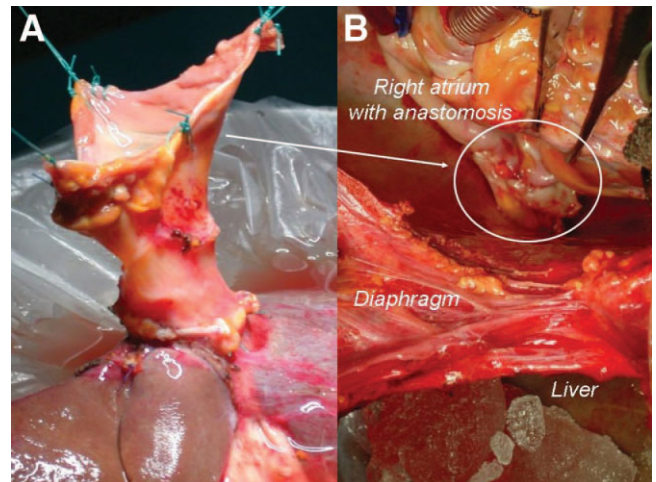 A
B
Right atrium
with anastomosis
Diaphragm
Liver